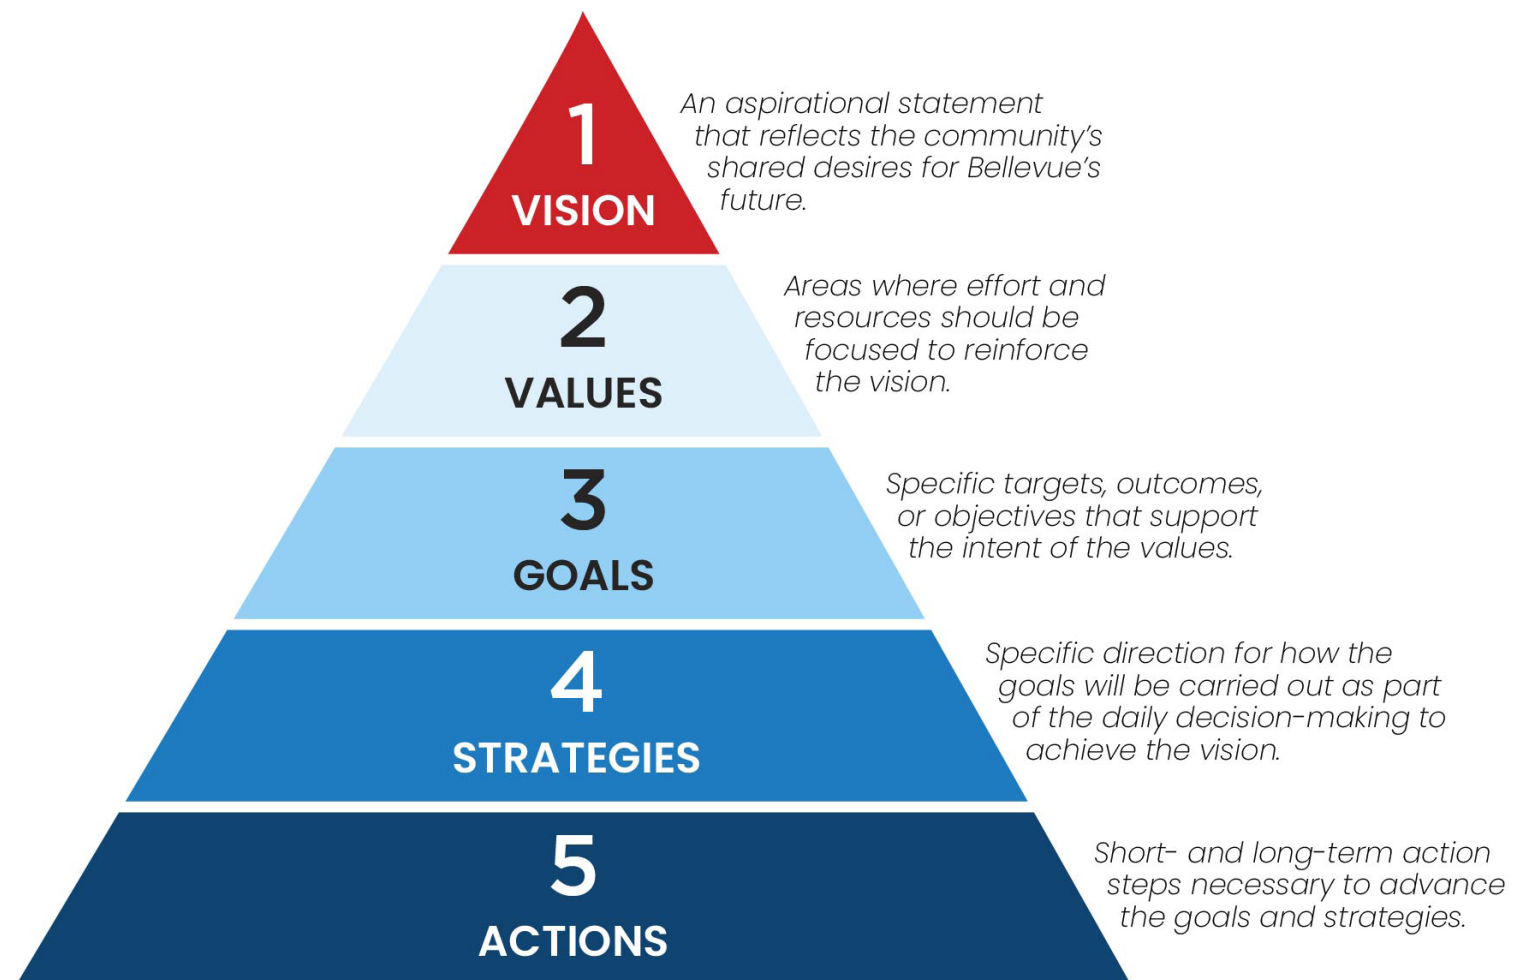 1
VISION
An aspirational statement
that reflects the community’s
shared desires for Bellevue’s
future.
2
VALUES
Areas where effort and
resources should be
focused to reinforce
the vision.
3
GOALS
Specific targets, outcomes,
or objectives that support
the intent of the values.
4
STRATEGIES
Specific direction for how the
goals will be carried out as part
of the daily decision-making to
achieve the vision.
5
ACTIONS
Short- and long-term action
steps necessary to advance
the goals and strategies.